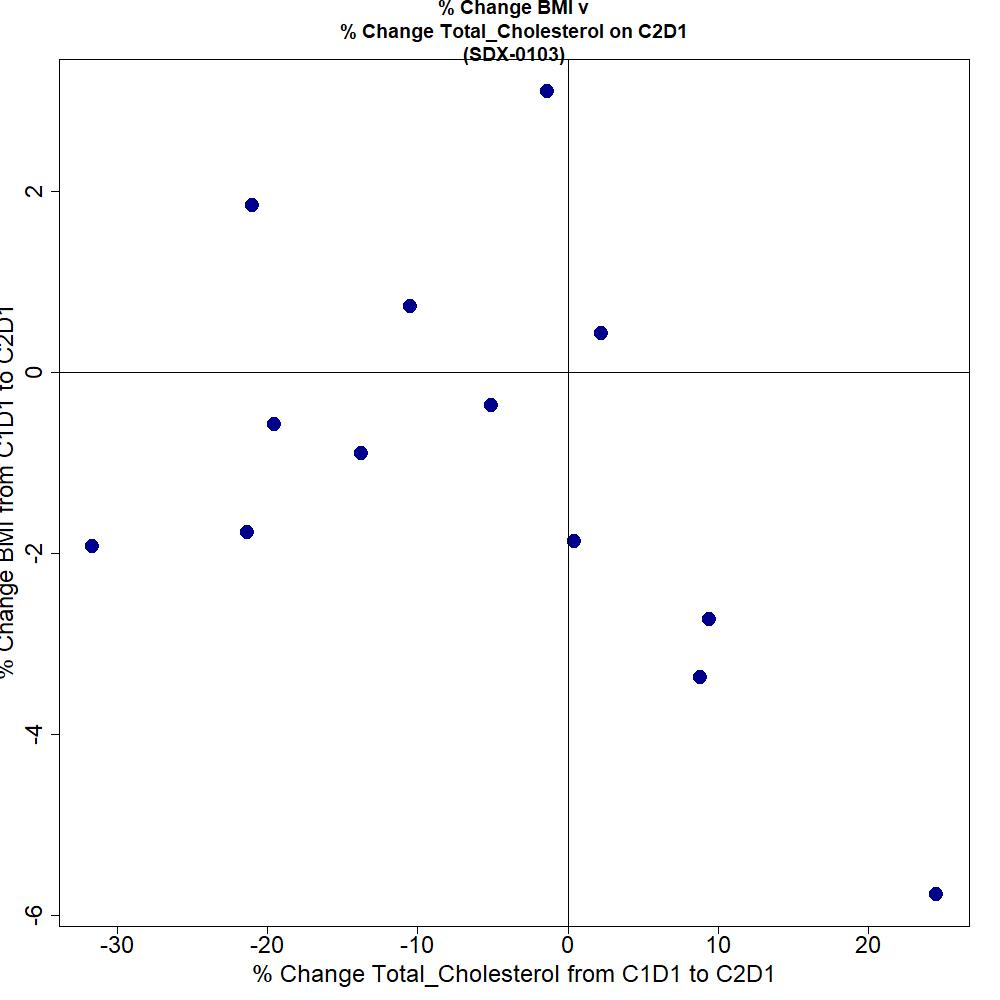 % Change BMI v
% Change Total_Cholesterol on C2D1
(SDX-0103)
% Change BMI from C1D1 to C2D1
2
0
-2
-4
-6
-30
-20
-10
0
10
20
% Change Total_Cholesterol from C1D1 to C2D1